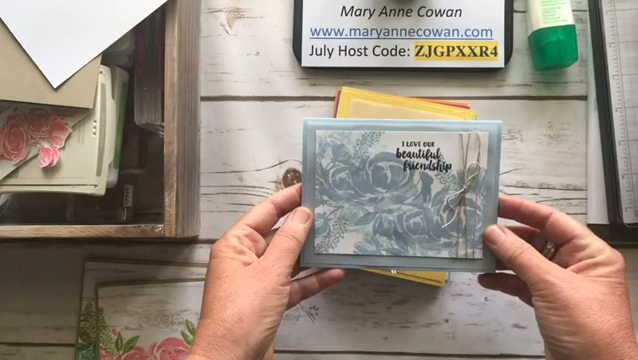 Mary Anne Cowan
www.maryannecowan.com
July Host Code: ZJGPXXR4
I LOVE OUR
beautiful
friendship